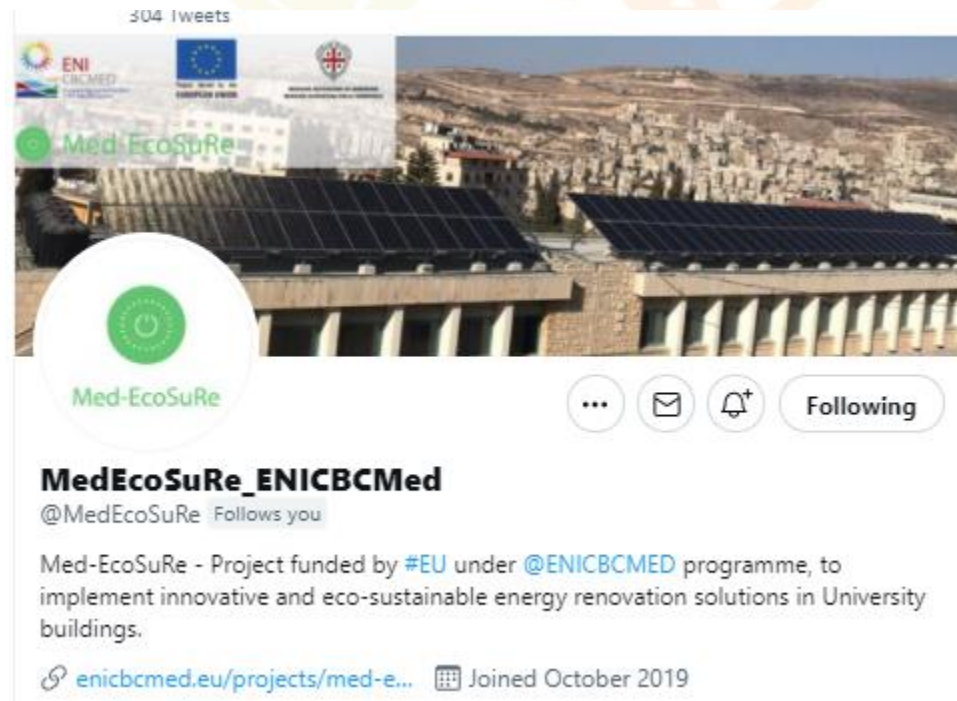 304 Tweets
ENI
CBCMED
EUROPEAN UNION
Med-EcoSuRe
Med-EcoSuRe
Following
MedEcoSuRe_ENICBCMed
@MedEcoSuRe Follows you
Med-EcoSuRe - Project funded by #EU under @ENICBCMED programme, to
implement innovative and eco-sustainable energy renovation solutions in University
buildings.
enicbcmed.eu/projects/med-e... Joined October 2019